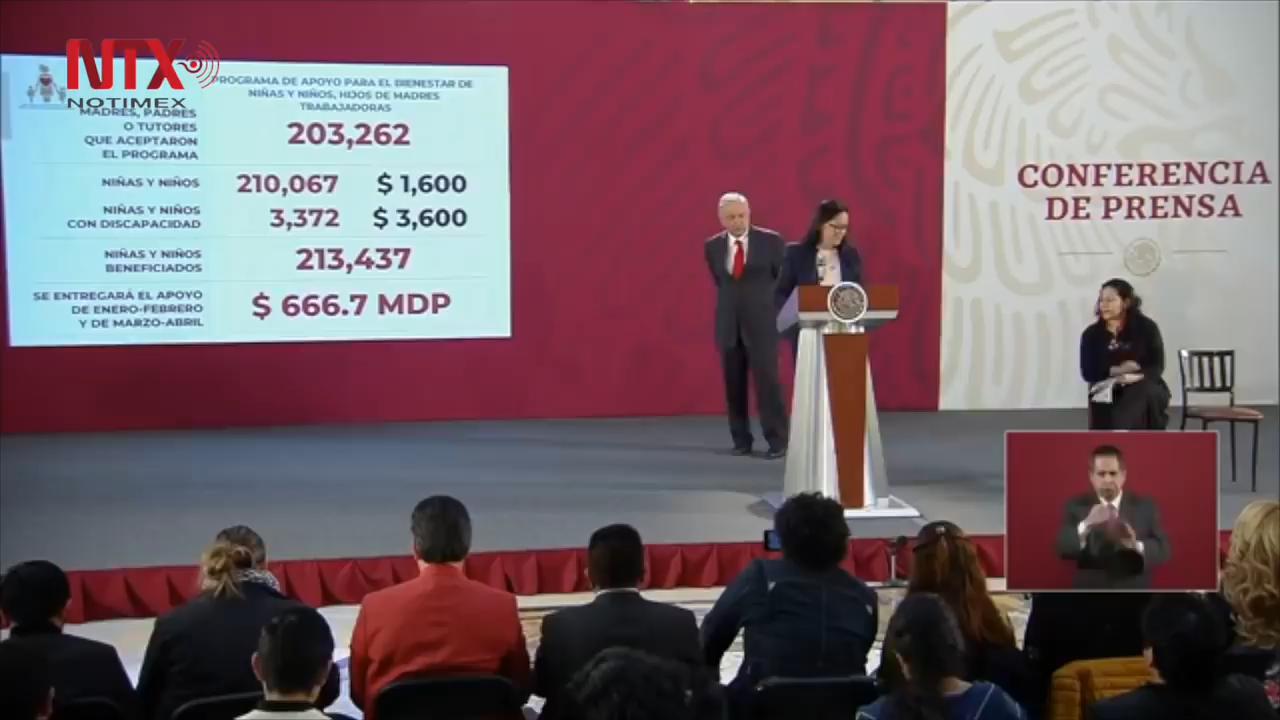 NTX
NOTIMEX
PROGRAMA DE APOYO PARA EL BIENESTAR DE
NIÑAS Y NIÑOS, HIJOS DE MADRES
TRABAJADORAS
MADRES, PADRES
O TUTORES
QUE ACEPTARON
EL PROGRAMA
203,262
NIÑAS Y NIÑOS 210,067 $ 1,600
NIÑAS Y NIÑOS
CON DISCAPACIDAD
3,372 $ 3,600
NIÑAS Y NIÑOS
BENEFICIADOS
213,437
SE ENTREGARÁ EL APOYO
DE ENERO-FEBRERO
Y DE MARZO-ABRIL
$ 666.7 MDP
CONFERENCIA
DE PRENSA